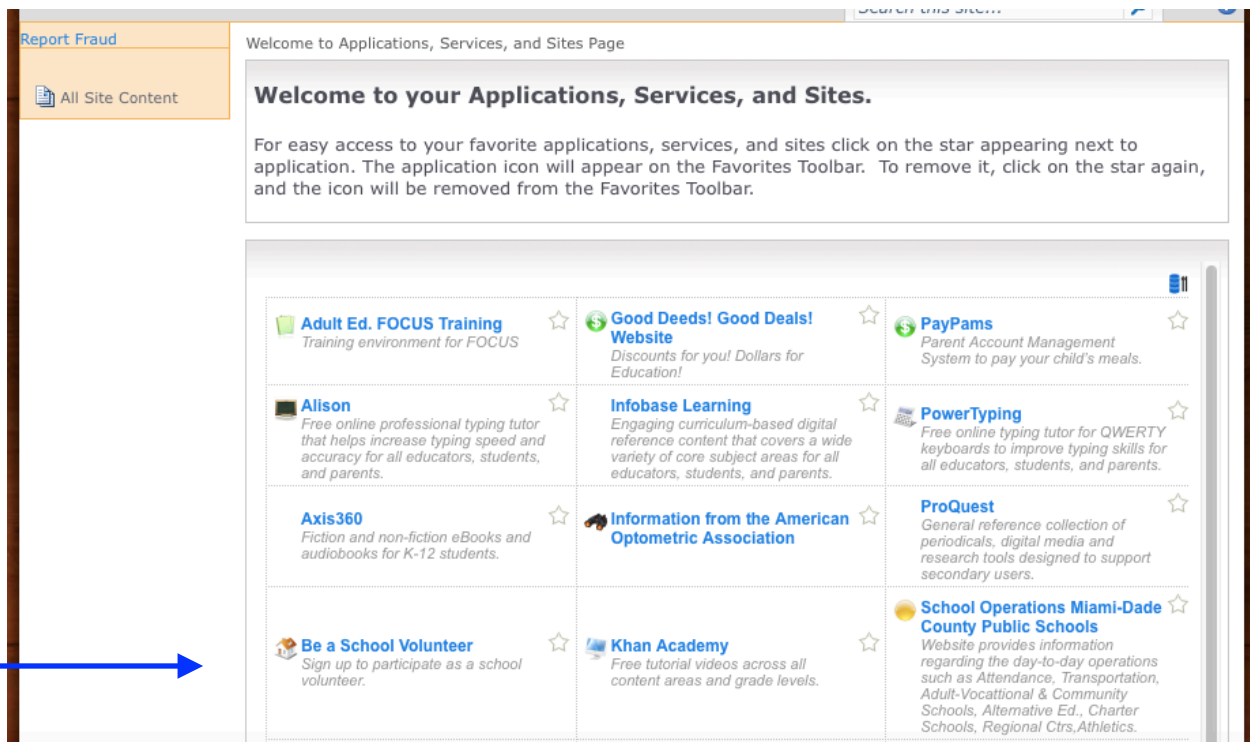 Search this site...
Report Fraud
All Site Content
Welcome to Applications, Services, and Sites Page
Welcome to your Applications, Services, and Sites.
For easy access to your favorite applications, services, and sites click on the star appearing next to
application. The application icon will appear on the Favorites Toolbar. To remove it, click on the star again,
and the icon will be removed from the Favorites Toolbar.
Adult Ed. FOCUS Training
Training environment for FOCUS
Good Deeds! Good Deals!
Website
Discounts for you! Dollars for
Education!
PayPams
Parent Account Management
System to pay your child's meals.
Alison
Free online professional typing tutor
that helps increase typing speed and
accuracy for all educators, students,
and parents.
Infobase Learning
Engaging curriculum-based digital
reference content that covers a wide
variety of core subject areas for all
educators, students, and parents.
PowerTyping
Free online typing tutor for QWERTY
keyboards to improve typing skills for
all educators, students, and parents.
Axis360
Fiction and non-fiction eBooks and
audiobooks for K-12 students.
Information from the American
Optometric Association
ProQuest
General reference collection of
periodicals, digital media and
research tools designed to support
secondary users.
Be a School Volunteer
Sign up to participate as a school
volunteer.
Khan Academy
Free tutorial videos across all
content areas and grade levels.
School Operations Miami-Dade
County Public Schools
Website provides information
regarding the day-to-day operations
such as Attendance, Transportation,
Adult-Vocattional & Community
Schools, Alternative Ed., Charter
Schools, Regional Ctrs,Athletics.